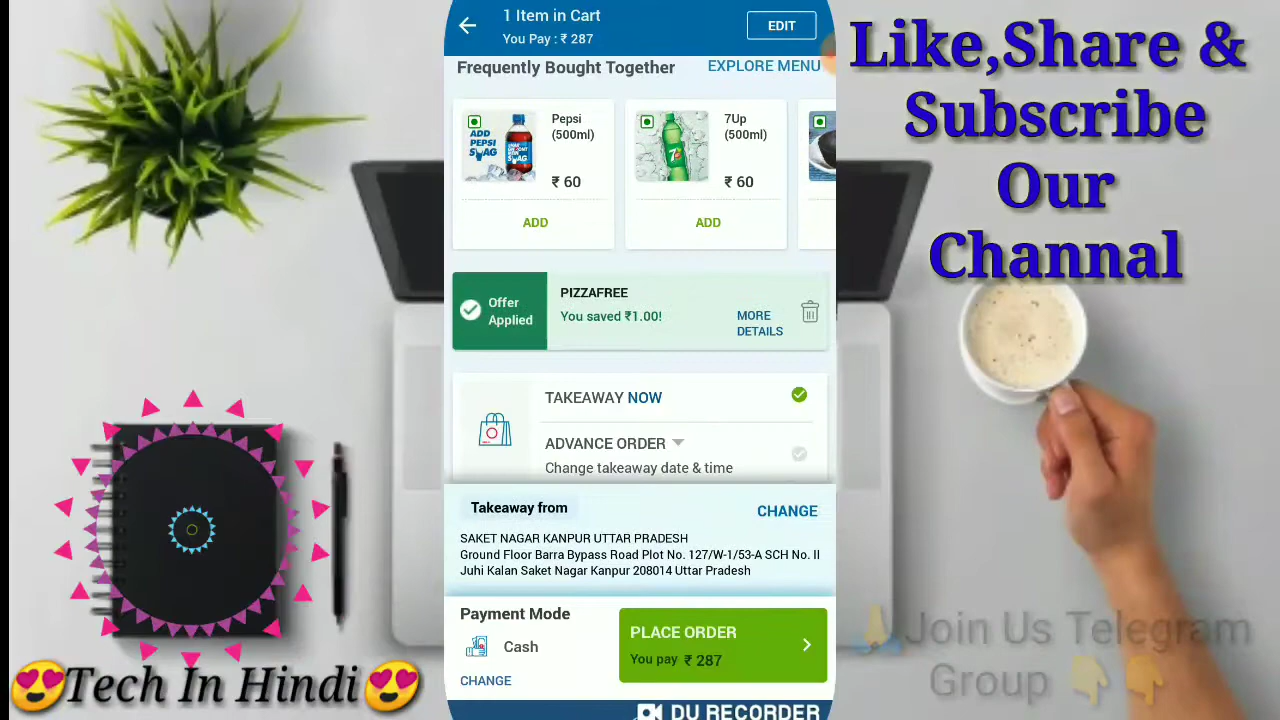 1 Item in Cart
You Pay : ₹ 287
EDIT
Frequently Bought Together
EXPLORE MENU
ADD PEPSI SWAG
Pepsi
(500ml)
₹ 60
ADD
7Up
(500ml)
₹ 60
ADD
Offer
Applied
PIZZAFREE
You saved ₹1.00!
MORE
DETAILS
TAKEAWAY NOW
ADVANCE ORDER
Change takeaway date & time
Takeaway from
CHANGE
SAKET NAGAR KANPUR UTTAR PRADESH
Ground Floor Barra Bypass Road Plot No. 127/W-1/53-A SCH No. II
Juhi Kalan Saket Nagar Kanpur 208014 Uttar Pradesh
Payment Mode
Cash
CHANGE
PLACE ORDER
You pay ₹ 287
DU RECORDER
Like,Share &
Subscribe
Our
Channal
🙏Join Us Telegram
Group 👇👇
😍Tech In Hindi😍